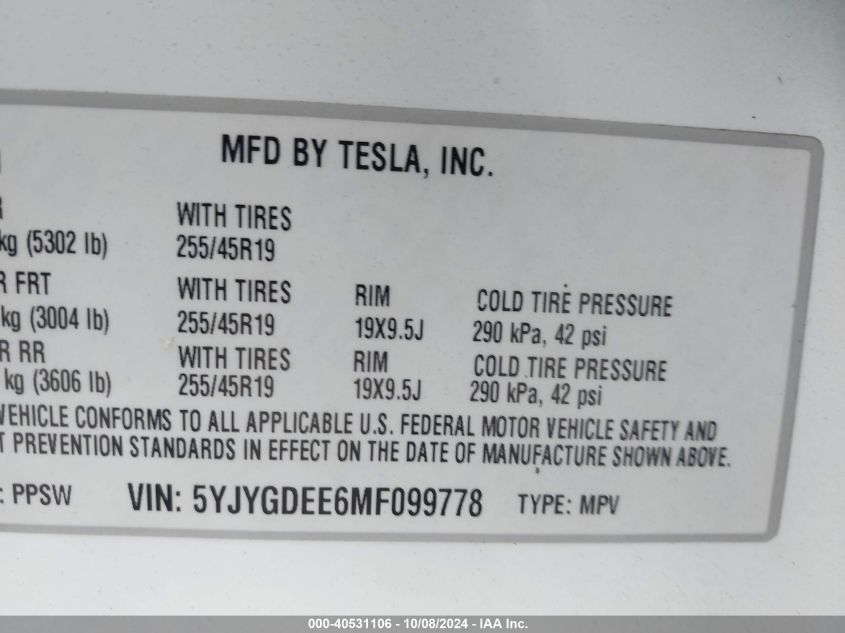 MFD BY TESLA, INC.
WITH TIRES
kg (5302 lb) 255/45R19
R FRT WITH TIRES RIM COLD TIRE PRESSURE
kg (3004 lb) 255/45R19 19X9.5J 290 kPa, 42 psi
R RR WITH TIRES RIM COLD TIRE PRESSURE
kg (3606 lb) 255/45R19 19X9.5J 290 kPa, 42 psi
VEHICLE CONFORMS TO ALL APPLICABLE U.S. FEDERAL MOTOR VEHICLE SAFETY AND
T PREVENTION STANDARDS IN EFFECT ON THE DATE OF MANUFACTURE SHOWN ABOVE.
: PPSW VIN: 5YJYGDEE6MF099778 TYPE: MPV
000-40531106 - 10/08/2024 - IAA Inc.